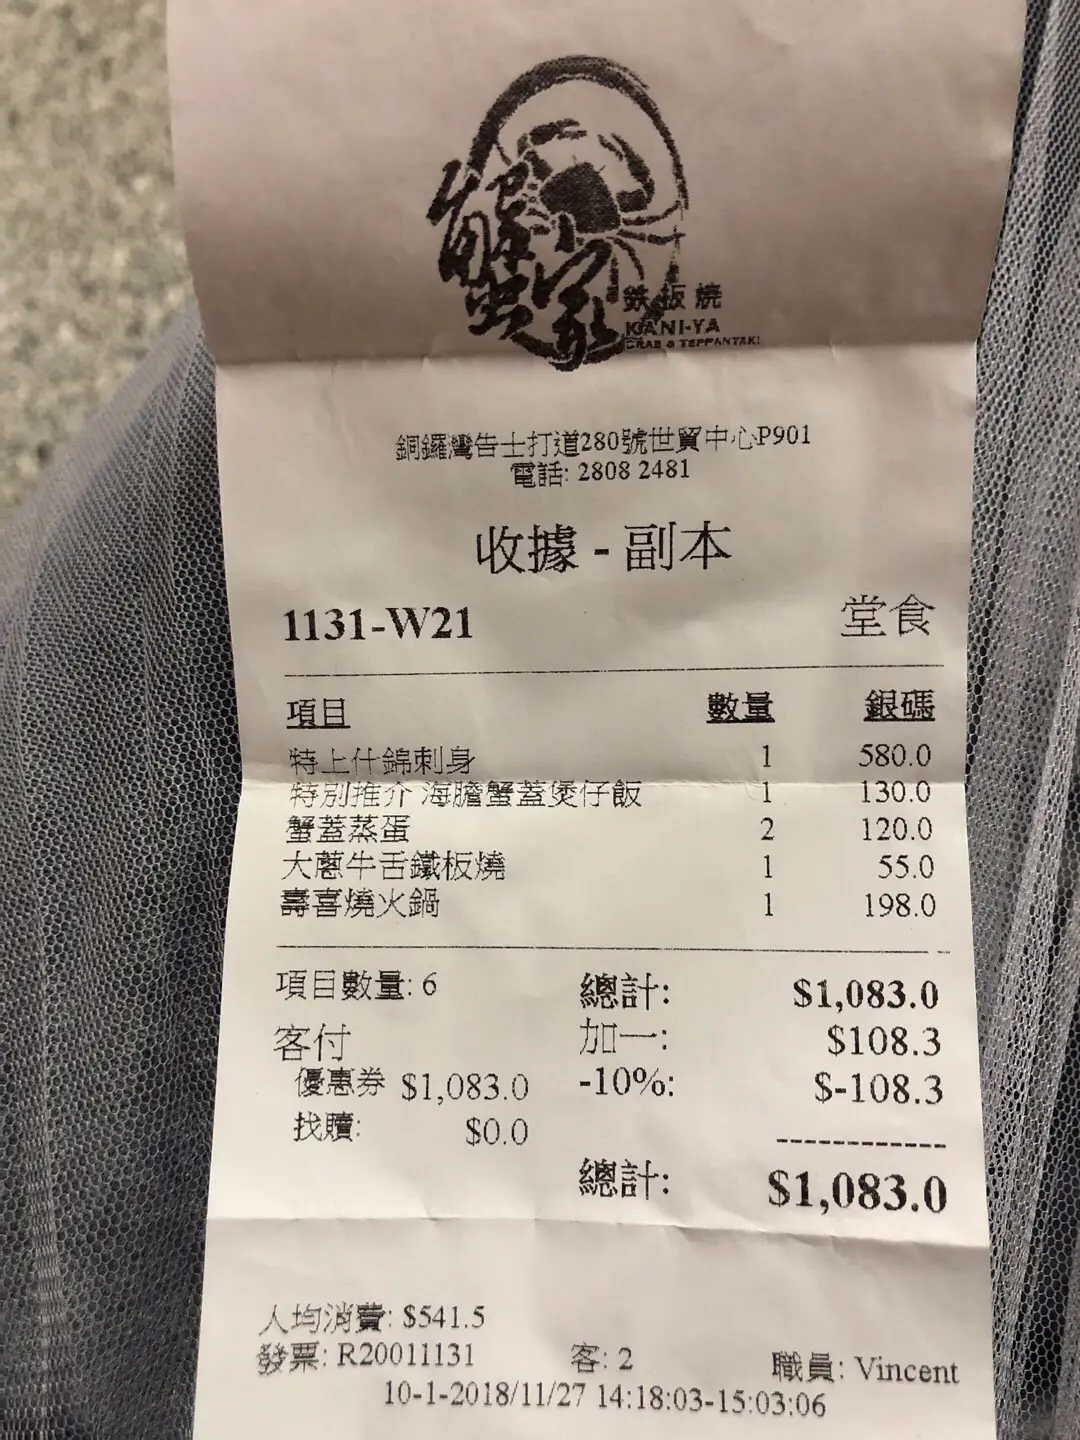 蟹家
鉄板燒
KANI-YA
CRAB & TEPPANYAKI
銅鑼灣告士打道280號世貿中心P901
電話: 2808 2481
收據 - 副本
1131-W21 堂食
項目 數量 銀碼
特上什錦刺身 1 580.0
特別推介 海膽蟹蓋煲仔飯 1 130.0
蟹蓋蒸蛋 2 120.0
大蔥牛舌鐵板燒 1 55.0
壽喜燒火鍋 1 198.0
項目數量: 6 總計: $1,083.0
客付 加一: $108.3
優惠券 $1,083.0 -10%: $-108.3
找贖: $0.0
總計: $1,083.0
人均消費: $541.5
發票: R20011131 客: 2 職員: Vincent
10-1-2018/11/27 14:18:03-15:03:06